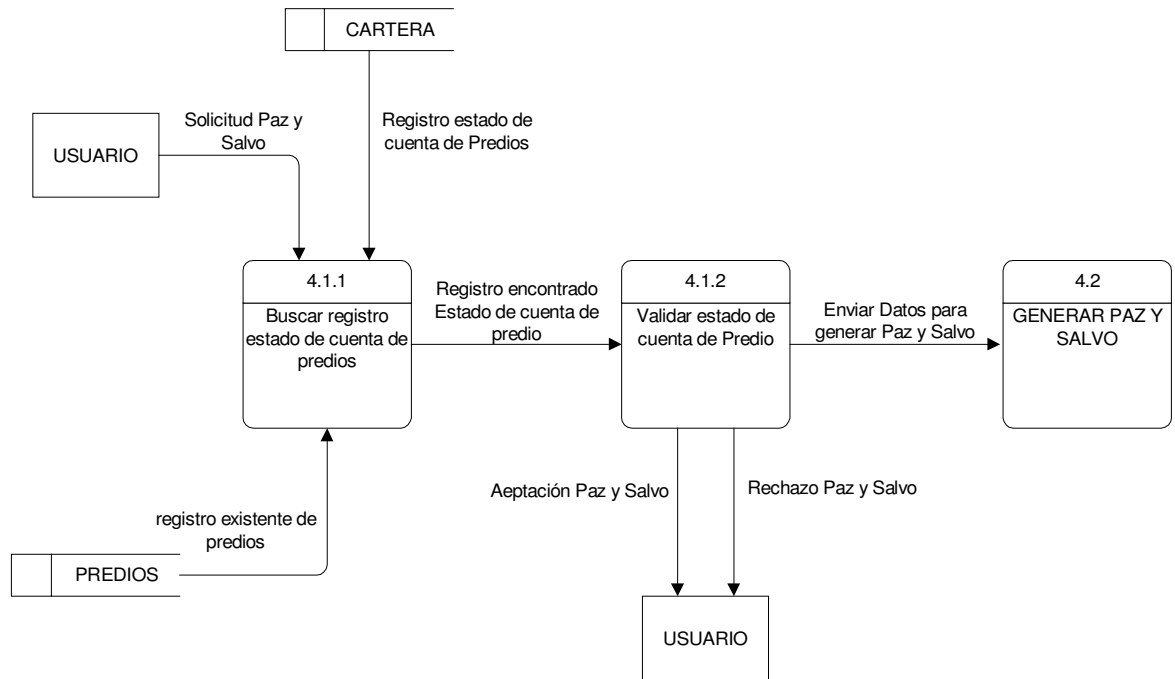 CARTERA
Solicitud Paz y
Salvo
Registro estado de
cuenta de Predios
USUARIO
4.1.1
Buscar registro
estado de cuenta de
predios
Registro encontrado
Estado de cuenta de
predio
4.1.2
Validar estado de
cuenta de Predio
Enviar Datos para
generar Paz y Salvo
4.2
GENERAR PAZ Y
SALVO
Aeptación Paz y Salvo
Rechazo Paz y Salvo
registro existente de
predios
PREDIOS
USUARIO